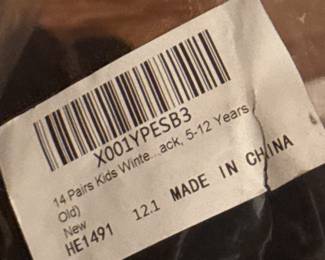 X001YPESB3
14 Pairs Kids Winte...ack, 5-12 Years
Old)
New
HE1491 12.1 MADE IN CHINA